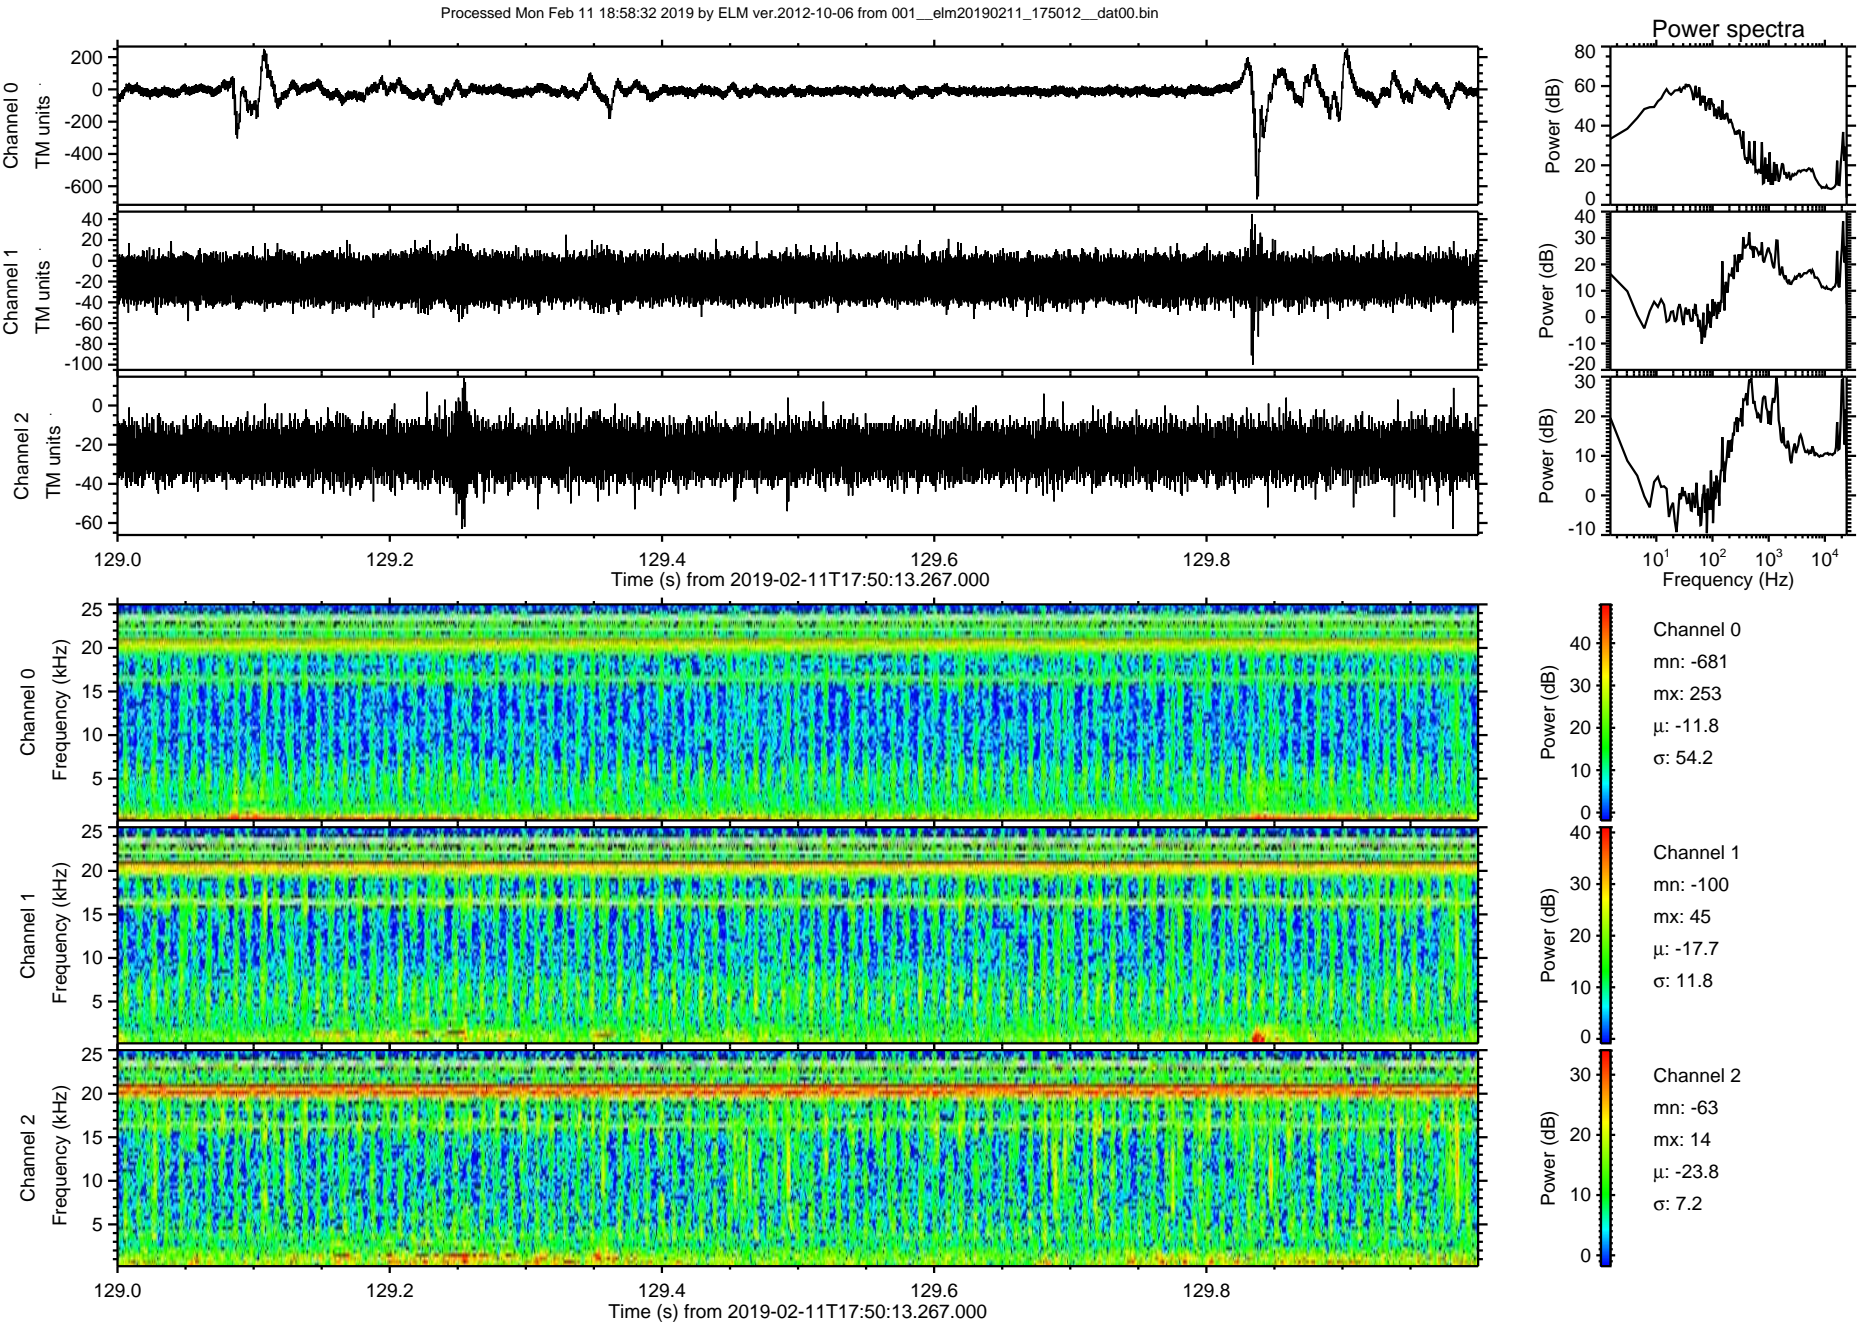 Processed Mon Feb 11 18:58:32 2019 by ELM ver.2012-10-06 from 001__elm20190211_175012__dat00.bin
Power spectra
Channel 0
TM units
200
0
-200
-400
-600
Power (dB)
80
60
40
20
0
Channel 1
TM units
40
20
0
-20
-40
-60
-80
-100
Power (dB)
40
30
20
10
0
-10
-20
Channel 2
TM units
0
-20
-40
-60
Power (dB)
30
20
10
0
-10
129.0 129.2 129.4 129.6 129.8
Time (s) from 2019-02-11T17:50:13.267.000
10¹ 10² 10³ 10⁴
Frequency (Hz)
Channel 0
Frequency (kHz)
25
20
15
10
5
Power (dB)
40
30
20
10
0
Channel 0
mn: -681
mx: 253
μ: -11.8
σ: 54.2
Channel 1
Frequency (kHz)
25
20
15
10
5
Power (dB)
40
30
20
10
0
Channel 1
mn: -100
mx: 45
μ: -17.7
σ: 11.8
Channel 2
Frequency (kHz)
25
20
15
10
5
Power (dB)
30
20
10
0
Channel 2
mn: -63
mx: 14
μ: -23.8
σ: 7.2
129.0 129.2 129.4 129.6 129.8
Time (s) from 2019-02-11T17:50:13.267.000